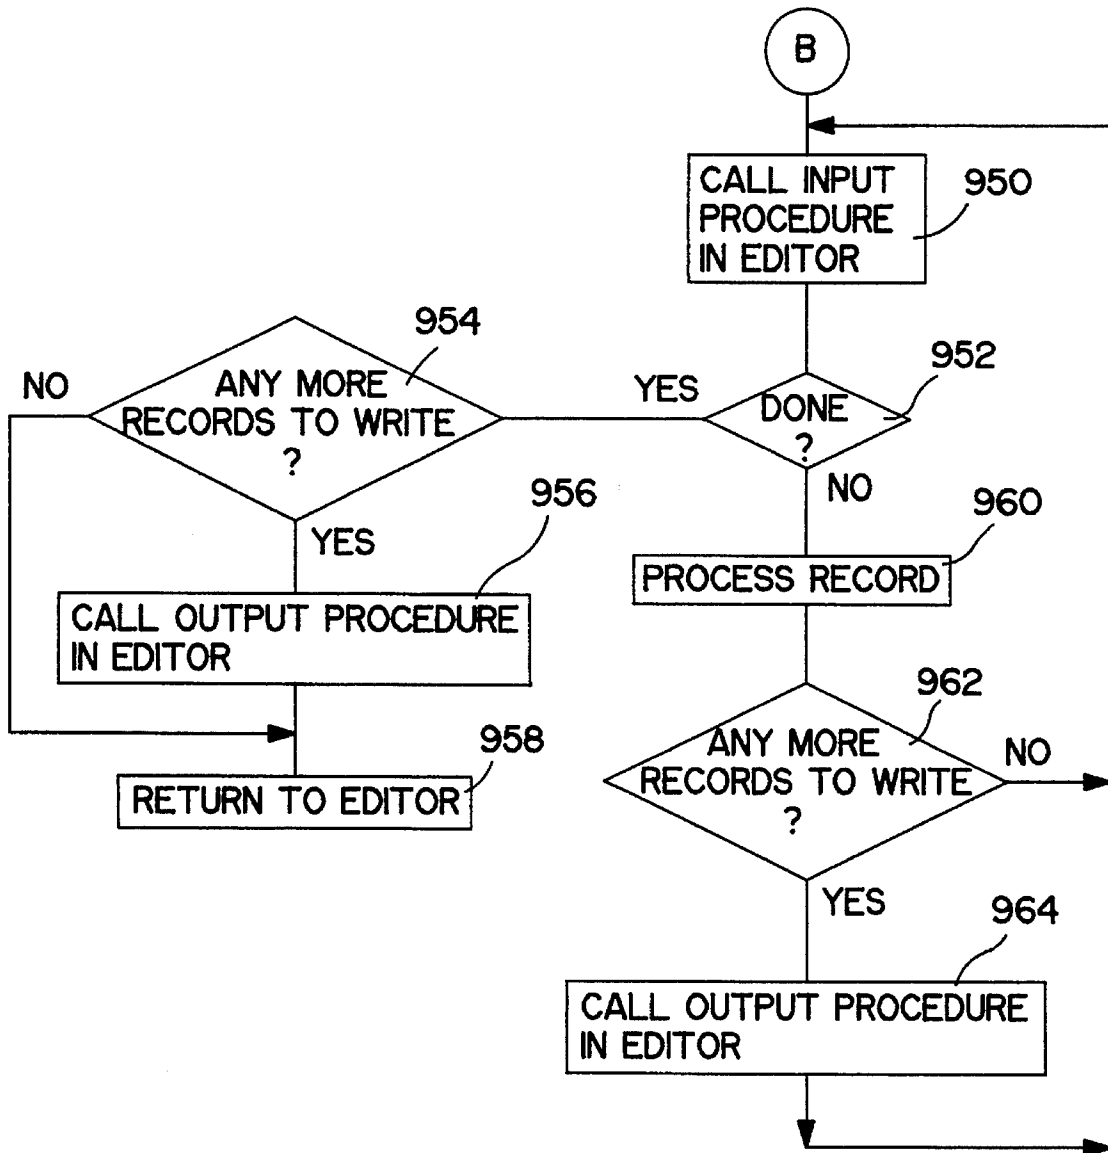 B
CALL INPUT
PROCEDURE
IN EDITOR
950
952
DONE
?
YES
NO
954
ANY MORE
RECORDS TO WRITE
?
NO
YES
956
CALL OUTPUT PROCEDURE
IN EDITOR
958
RETURN TO EDITOR
960
PROCESS RECORD
962
ANY MORE
RECORDS TO WRITE
?
NO
YES
964
CALL OUTPUT PROCEDURE
IN EDITOR